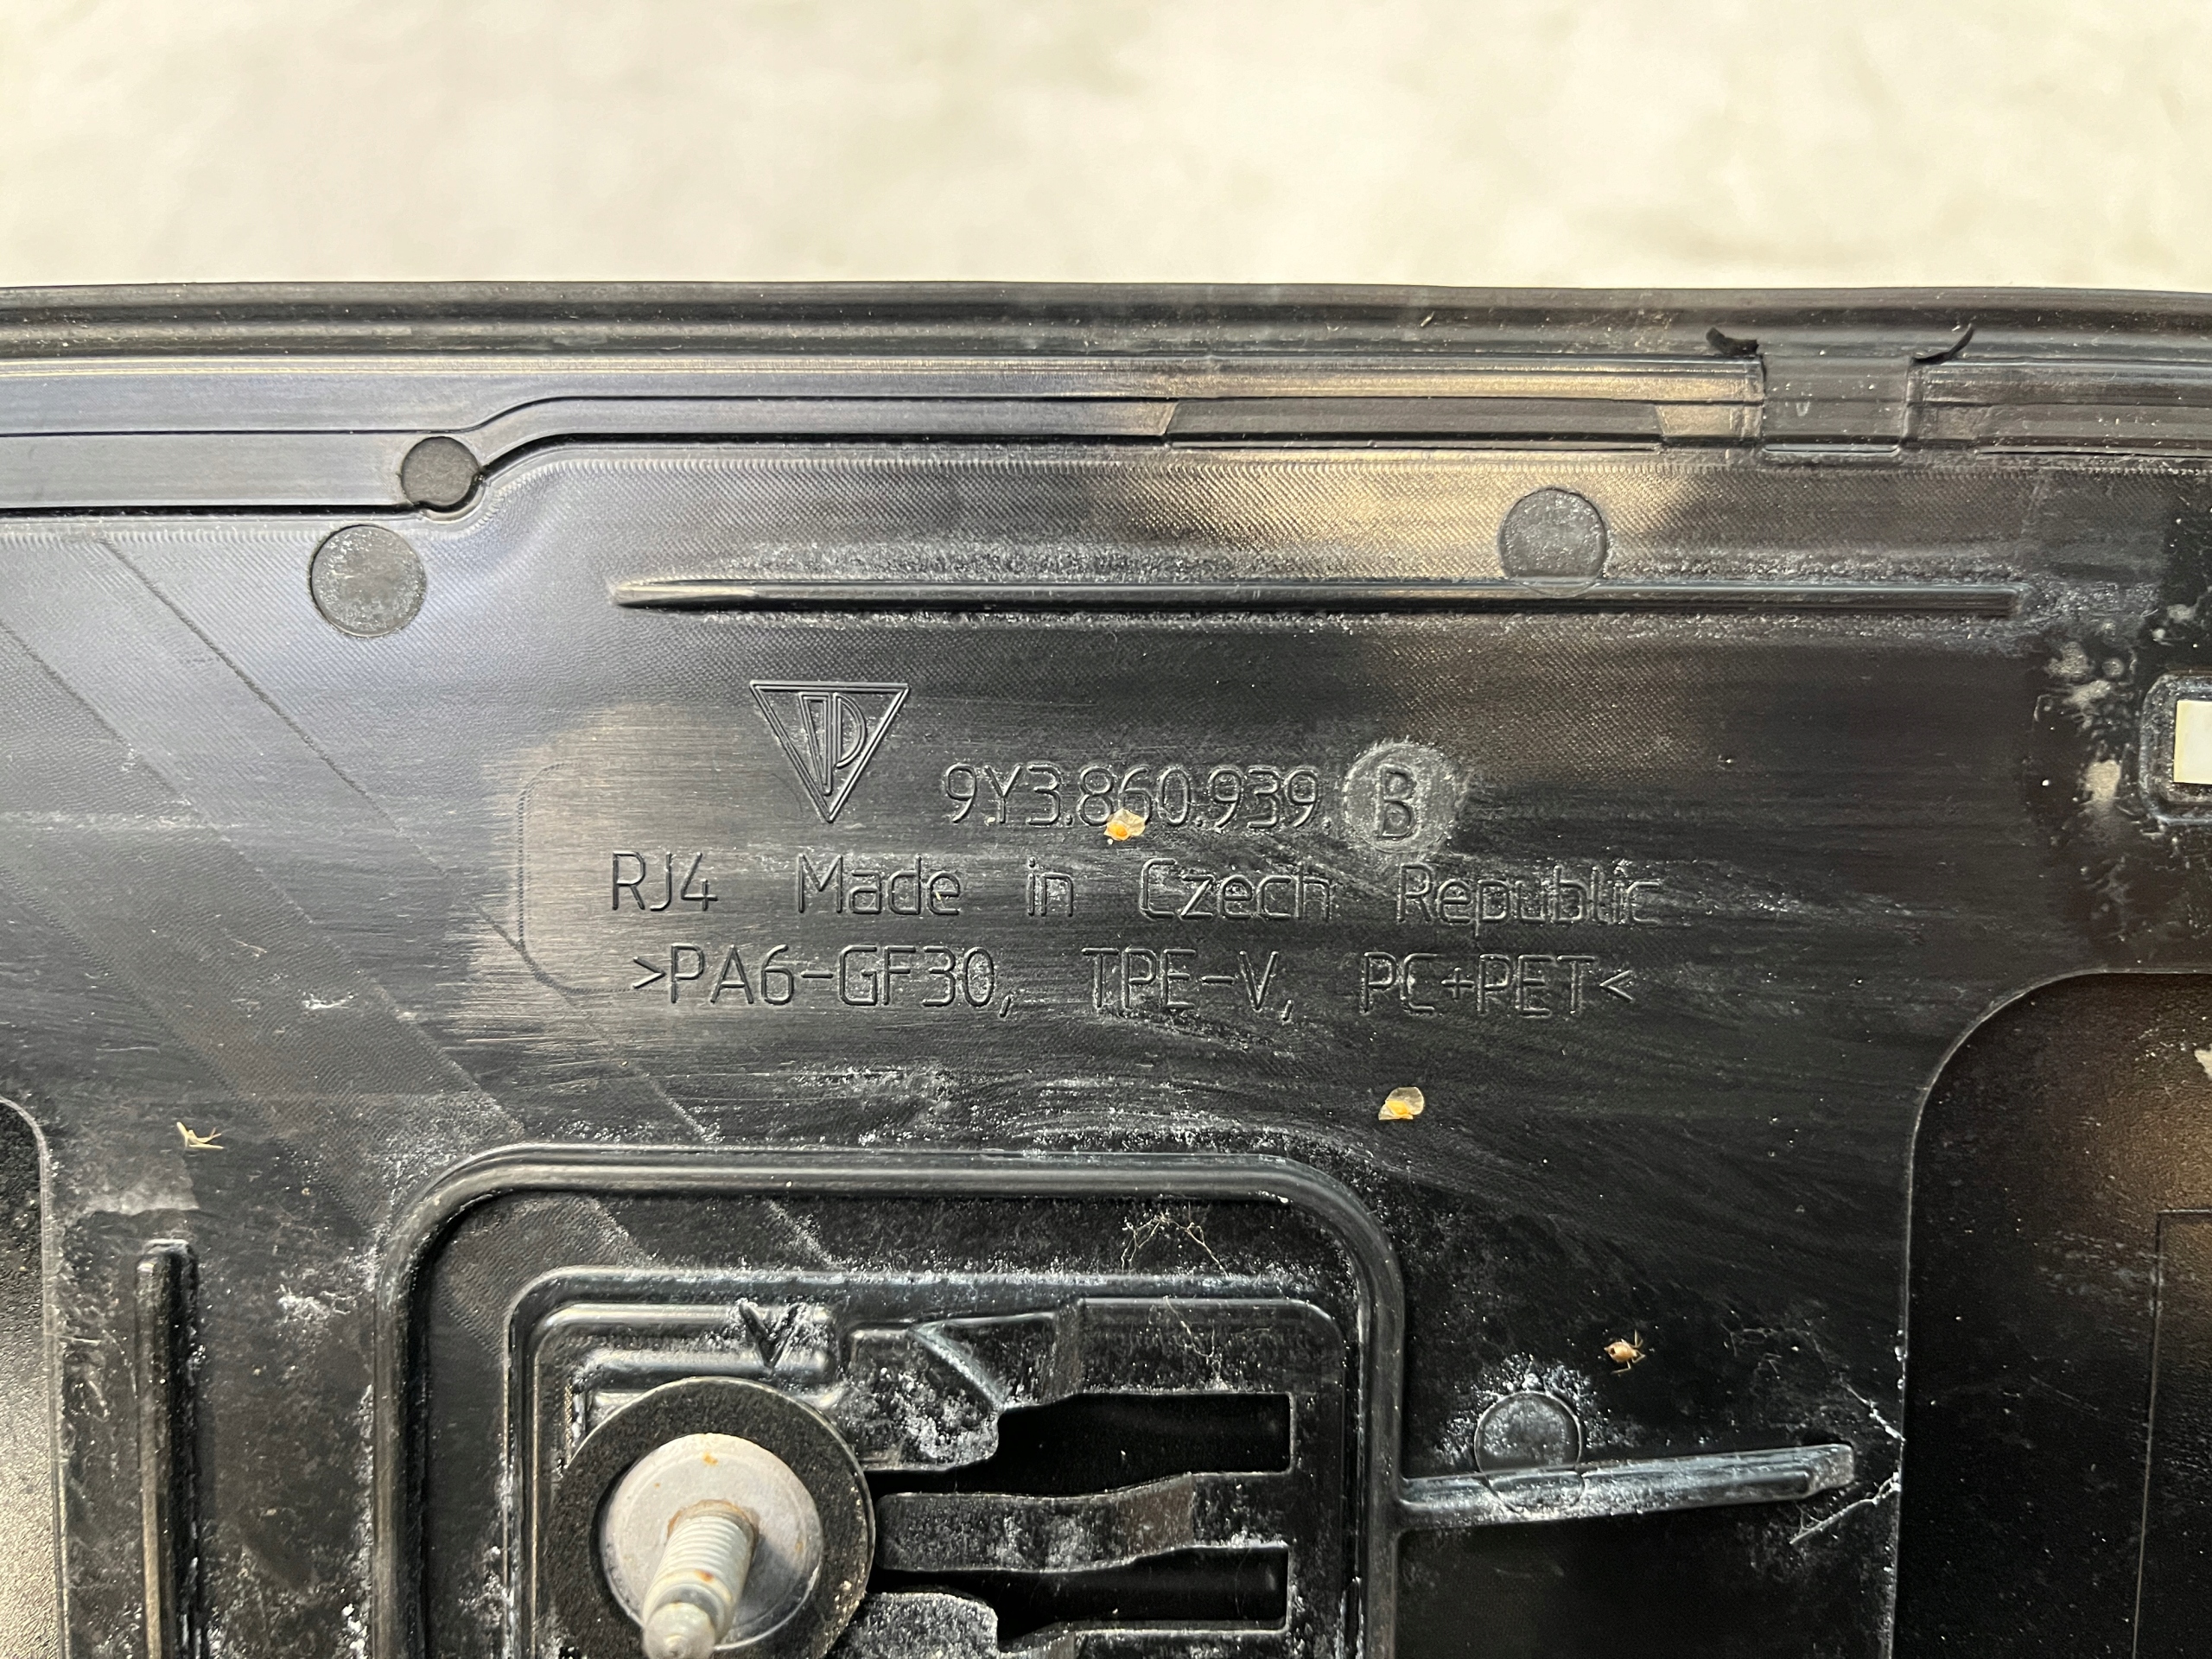 9Y3.860.939. B
RJ4 Made in Czech Republic
>PA6-GF30, TPE-V, PC+PET<